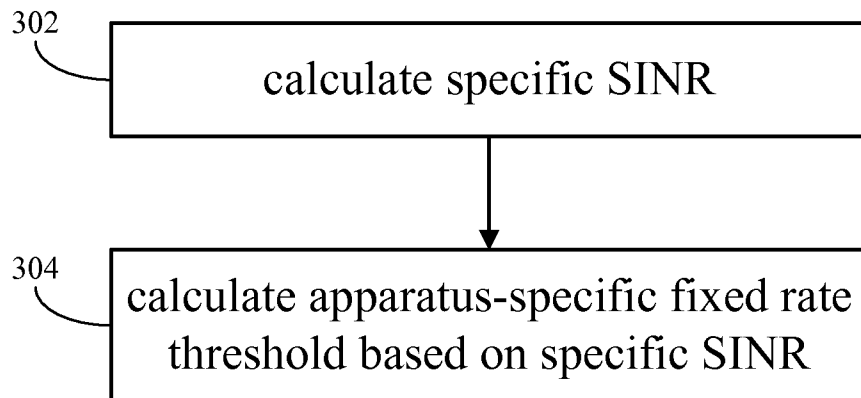 302
calculate specific SINR
304
calculate apparatus-specific fixed rate
threshold based on specific SINR